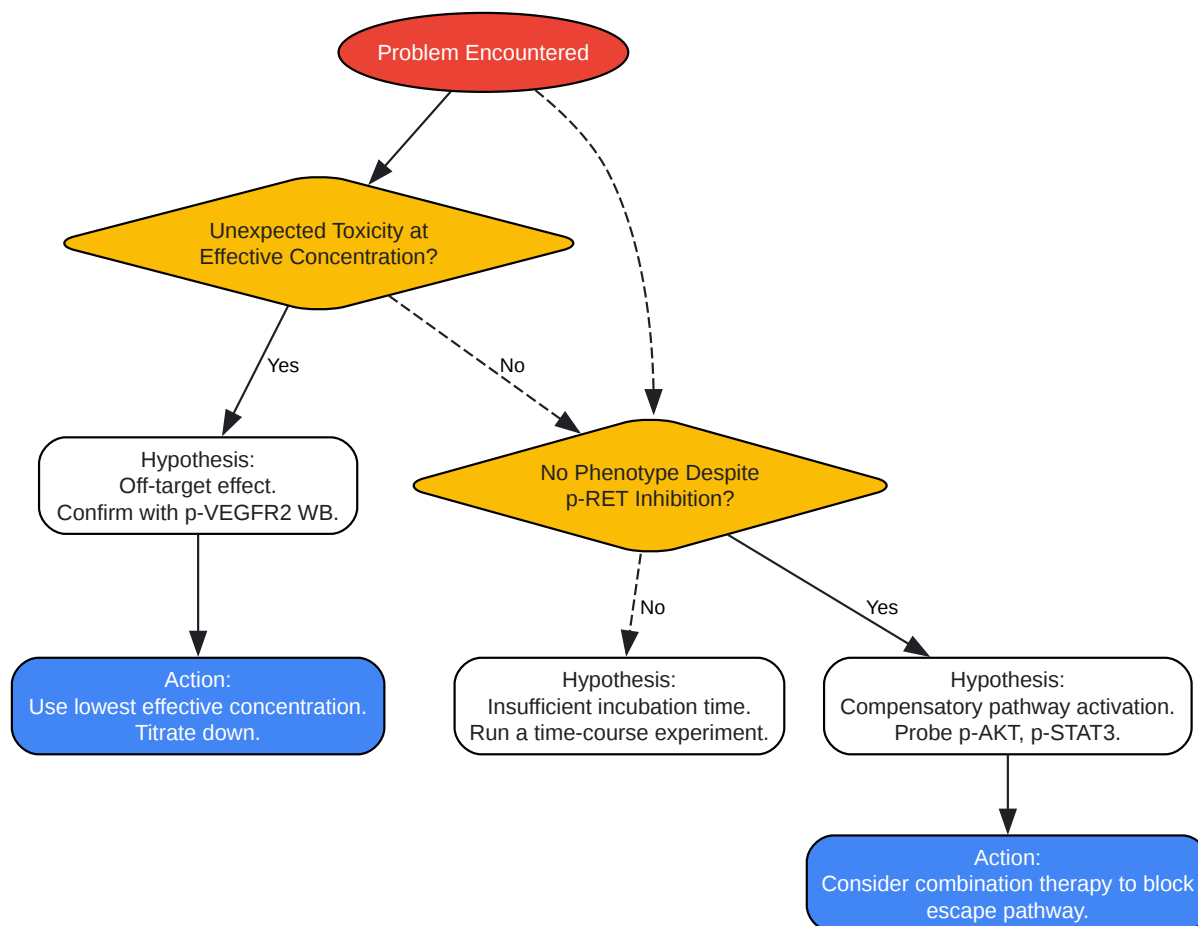 Problem Encountered
Unexpected Toxicity at
Effective Concentration?
Yes
No
Hypothesis:
Off-target effect.
Confirm with p-VEGFR2 WB.
No Phenotype Despite
p-RET Inhibition?
No
Yes
Action:
Use lowest effective concentration.
Titrate down.
Hypothesis:
Insufficient incubation time.
Run a time-course experiment.
Hypothesis:
Compensatory pathway activation.
Probe p-AKT, p-STAT3.
Action:
Consider combination therapy to block
escape pathway.